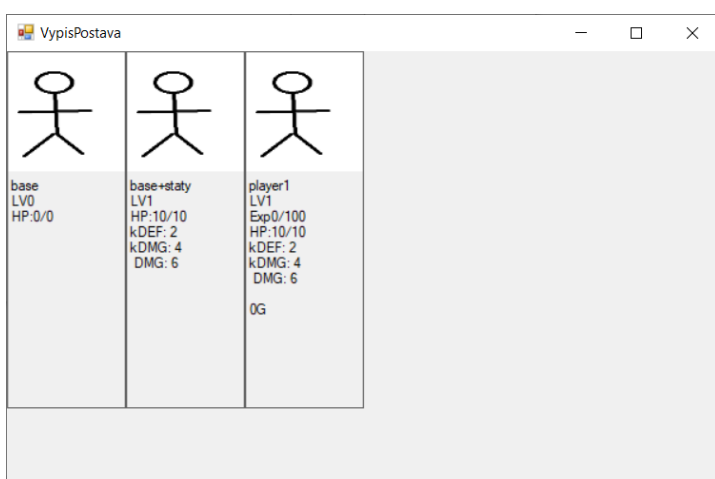 VypisPostava
base
LV0
HP:0/0
base+staty
LV1
HP:10/10
kDEF: 2
kDMG: 4
DMG: 6
player1
LV1
Exp0/100
HP:10/10
kDEF: 2
kDMG: 4
DMG: 6
0G